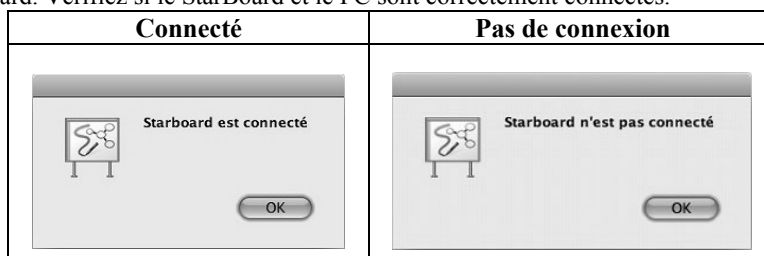 Vérifiez si le StarBoard et le PC sont correctement connectés.
Connecté Pas de connexion
Starboard est connecté Starboard n'est pas connecté
OK OK